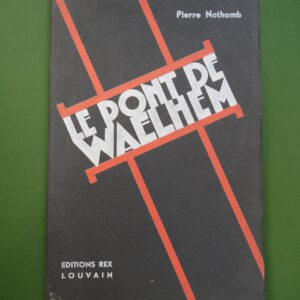 Pierre Nothomb
LE PONT DE
WAELHEM
EDITIONS REX
LOUVAIN